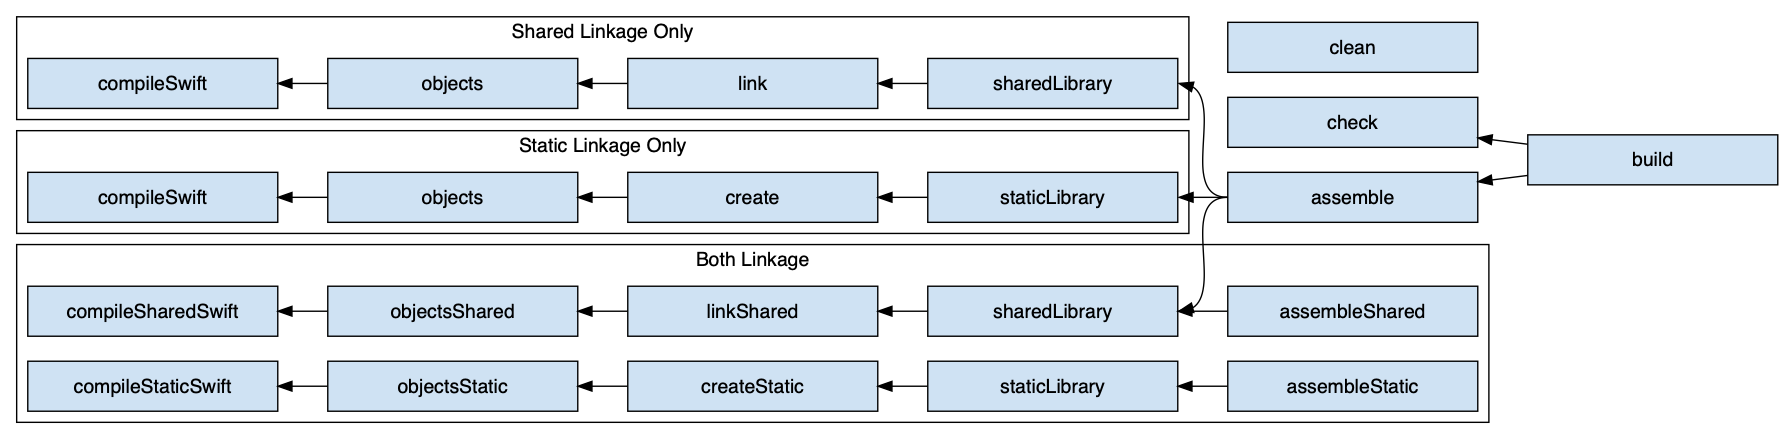 Shared Linkage Only
compileSwift objects link sharedLibrary
clean
check
build
Static Linkage Only
compileSwift objects create staticLibrary assemble
Both Linkage
compileSharedSwift objectsShared linkShared sharedLibrary assembleShared
compileStaticSwift objectsStatic createStatic staticLibrary assembleStatic